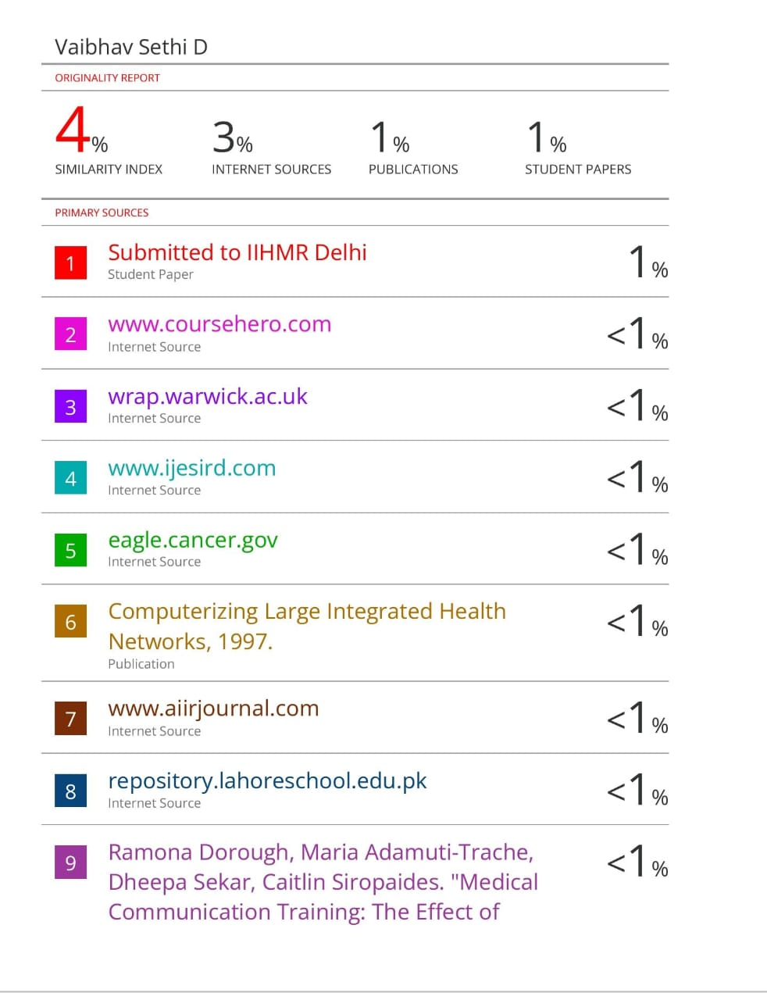 Vaibhav Sethi D
ORIGINALITY REPORT
4% 3% 1% 1%
SIMILARITY INDEX INTERNET SOURCES PUBLICATIONS STUDENT PAPERS
PRIMARY SOURCES
1 Submitted to IIHMR Delhi 1%
Student Paper
2 www.coursehero.com <1%
Internet Source
3 wrap.warwick.ac.uk <1%
Internet Source
4 www.ijesird.com <1%
Internet Source
5 eagle.cancer.gov <1%
Internet Source
6 Computerizing Large Integrated Health <1%
Networks, 1997.
Publication
7 www.aiirjournal.com <1%
Internet Source
8 repository.lahoreschool.edu.pk <1%
Internet Source
9 Ramona Dorough, Maria Adamuti-Trache, <1%
Dheepa Sekar, Caitlin Siropaides. "Medical
Communication Training: The Effect of